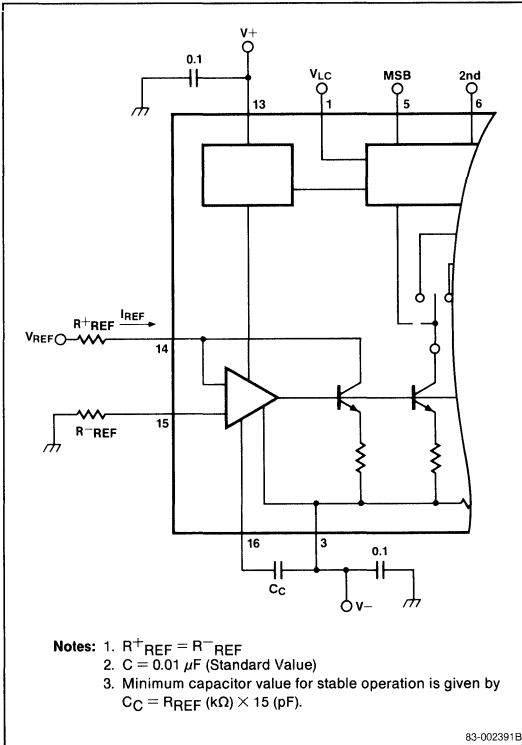 V+
0.1
VLC
MSB
2nd
13
1
5
6
R+REF
IREF
VREF
14
15
R−REF
16
3
0.1
CC
V−
Notes: 1. R+REF = R−REF
2. C = 0.01 μF (Standard Value)
3. Minimum capacitor value for stable operation is given by
CC = RREF (kΩ) × 15 (pF).
83-002391B